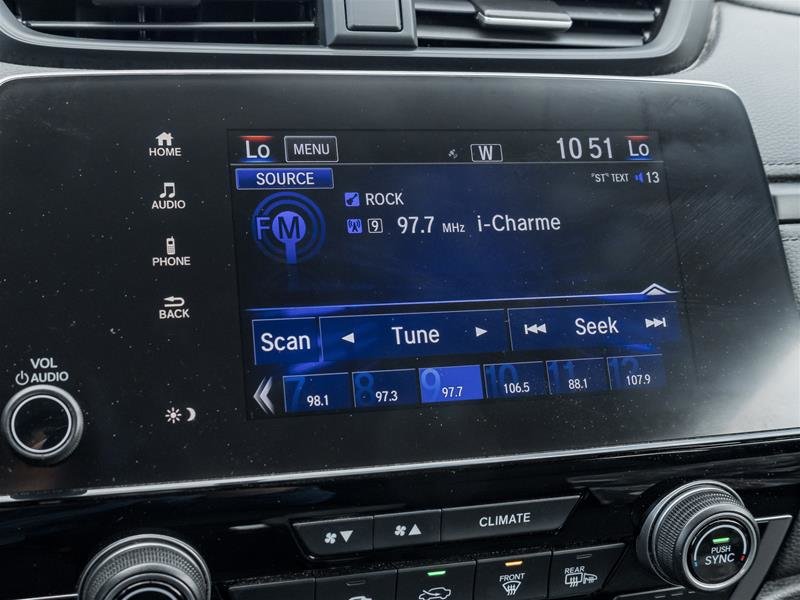 Lo MENU W 10:51 Lo
SOURCE "ST" TEXT 13
FM ROCK
9 97.7 MHz i-Charme
Scan Tune Seek
7 98.1 8 97.3 9 97.7 10 106.5 11 88.1 12 107.9
HOME
AUDIO
PHONE
BACK
VOL
AUDIO
CLIMATE
FRONT
REAR
PUSH
SYNC